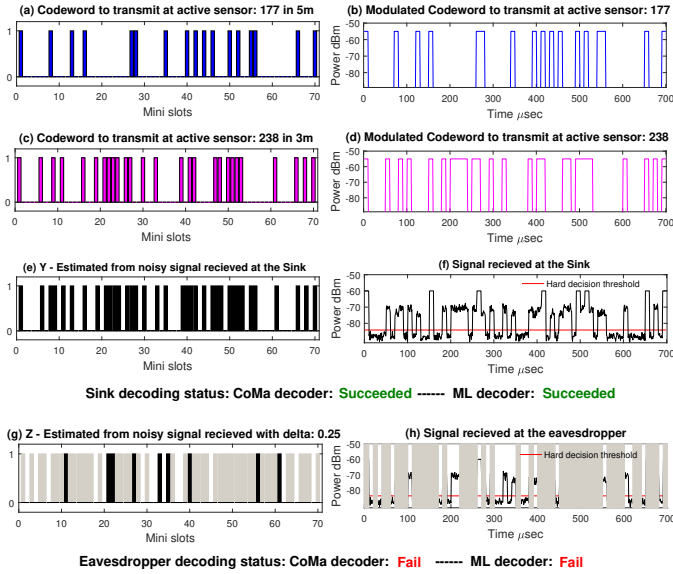 (a) Codeword to transmit at active sensor: 177 in 5m
1
0
0 10 20 30 40 50 60 70
Mini slots
(b) Modulated Codeword to transmit at active sensor: 177
Power dBm
-50
-60
-70
-80
0 100 200 300 400 500 600 700
Time μsec
(c) Codeword to transmit at active sensor: 238 in 3m
1
0
0 10 20 30 40 50 60 70
Mini slots
(d) Modulated Codeword to transmit at active sensor: 238
Power dBm
-50
-60
-70
-80
0 100 200 300 400 500 600 700
Time μsec
(e) Y - Estimated from noisy signal recieved at the Sink
1
0
0 10 20 30 40 50 60 70
Mini slots
(f) Signal recieved at the Sink
Power dBm
-50
-60
-70
-80
Hard decision threshold
0 100 200 300 400 500 600 700
Time μsec
Sink decoding status: CoMa decoder: Succeeded ------ ML decoder: Succeeded
(g) Z - Estimated from noisy signal recieved with delta: 0.25
1
0
0 10 20 30 40 50 60 70
Mini slots
(h) Signal recieved at the eavesdropper
Power dBm
-50
-60
-70
-80
Hard decision threshold
0 100 200 300 400 500 600 700
Time μsec
Eavesdropper decoding status: CoMa decoder: Fail ------ ML decoder: Fail